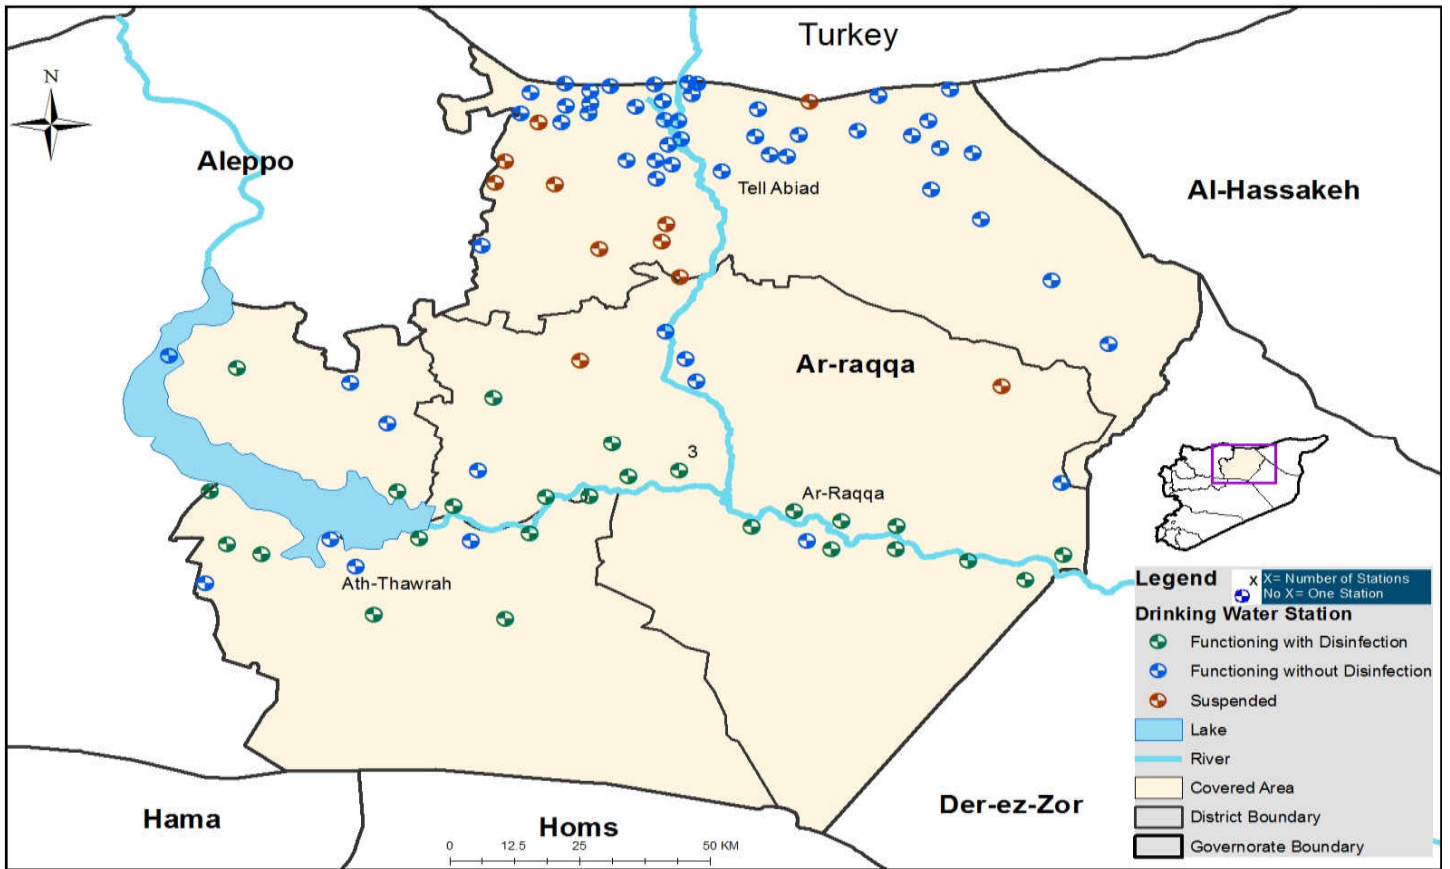 Turkey
N
Aleppo
Tell Abiad
Al-Hassakeh
Ar-raqqa
3
Ar-Raqqa
Ath-Thawrah
Hama
Homs
Der-ez-Zor
0 12.5 25 50 KM
Legend
X X= Number of Stations
No X= One Station
Drinking Water Station
Functioning with Disinfection
Functioning without Disinfection
Suspended
Lake
River
Covered Area
District Boundary
Governorate Boundary